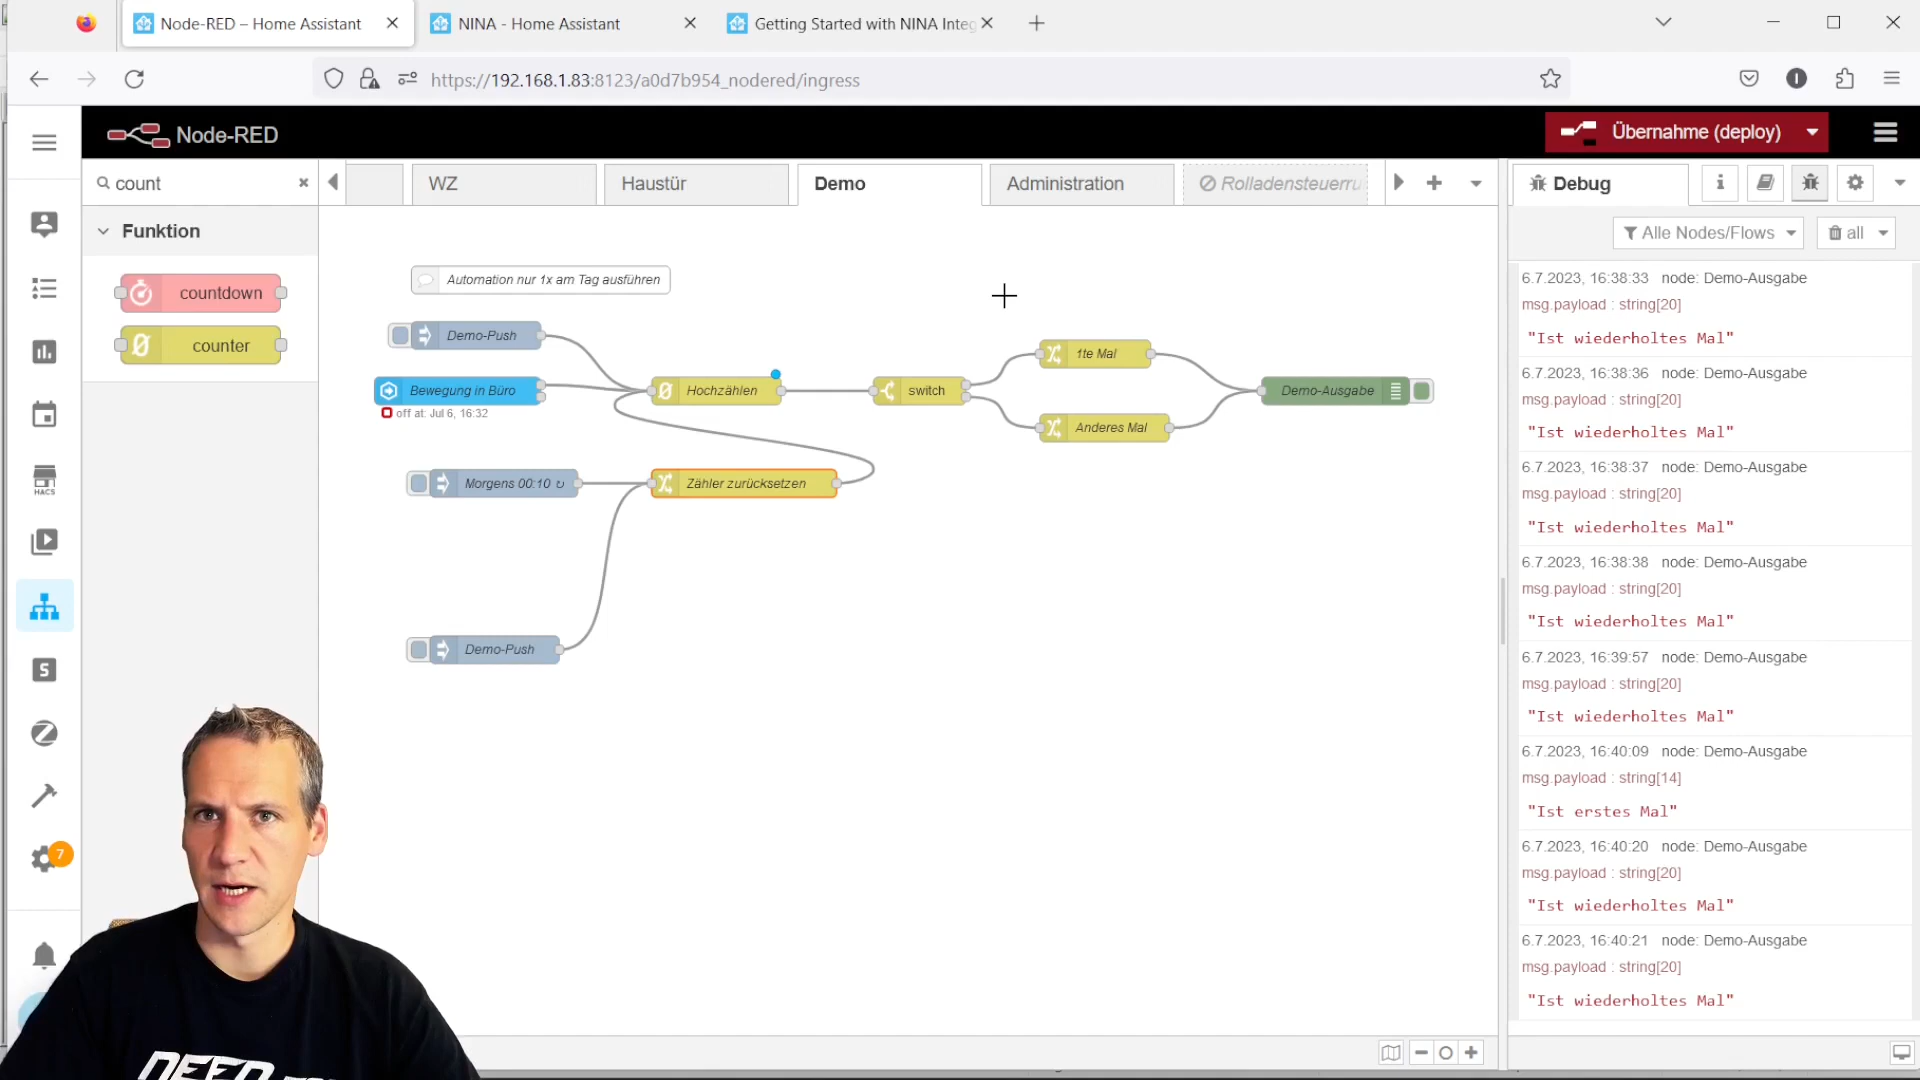 Node-RED – Home Assistant
NINA - Home Assistant
Getting Started with NINA Integ
https://192.168.1.83:8123/a0d7b954_nodered/ingress
Node-RED
Übernahme (deploy)
count
WZ
Haustür
Demo
Administration
Rolladensteuerru
Debug
Funktion
Alle Nodes/Flows
all
countdown
counter
Automation nur 1x am Tag ausführen
Demo-Push
Bewegung in Büro
off at: Jul 6, 16:32
Hochzählen
switch
1te Mal
Anderes Mal
Demo-Ausgabe
Morgens 00:10 ↻
Zähler zurücksetzen
Demo-Push
HACS
S
7
6.7.2023, 16:38:33 node: Demo-Ausgabe
msg.payload : string[20]
"Ist wiederholtes Mal"
6.7.2023, 16:38:36 node: Demo-Ausgabe
msg.payload : string[20]
"Ist wiederholtes Mal"
6.7.2023, 16:38:37 node: Demo-Ausgabe
msg.payload : string[20]
"Ist wiederholtes Mal"
6.7.2023, 16:38:38 node: Demo-Ausgabe
msg.payload : string[20]
"Ist wiederholtes Mal"
6.7.2023, 16:39:57 node: Demo-Ausgabe
msg.payload : string[20]
"Ist wiederholtes Mal"
6.7.2023, 16:40:09 node: Demo-Ausgabe
msg.payload : string[14]
"Ist erstes Mal"
6.7.2023, 16:40:20 node: Demo-Ausgabe
msg.payload : string[20]
"Ist wiederholtes Mal"
6.7.2023, 16:40:21 node: Demo-Ausgabe
msg.payload : string[20]
"Ist wiederholtes Mal"